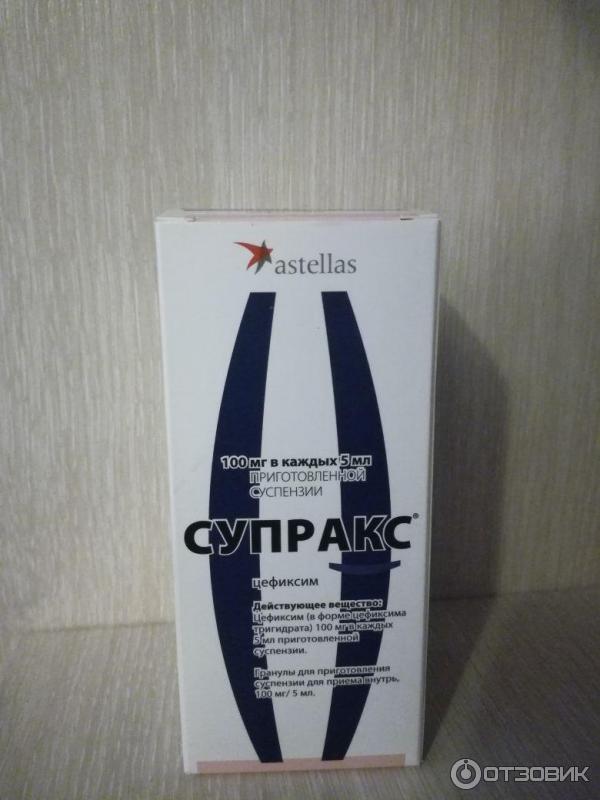 astellas
100 мг в каждых 5 мл
ПРИГОТОВЛЕННОЙ
СУСПЕНЗИИ
СУПРАКС®
цефиксим
Действующее вещество:
Цефиксим (в форме цефиксима
тригидрата) 100 мг в каждых
5 мл приготовленной
суспензии.
Гранулы для приготовления
суспензии для приема внутрь,
100 мг/ 5 мл.
ОТЗОВИК